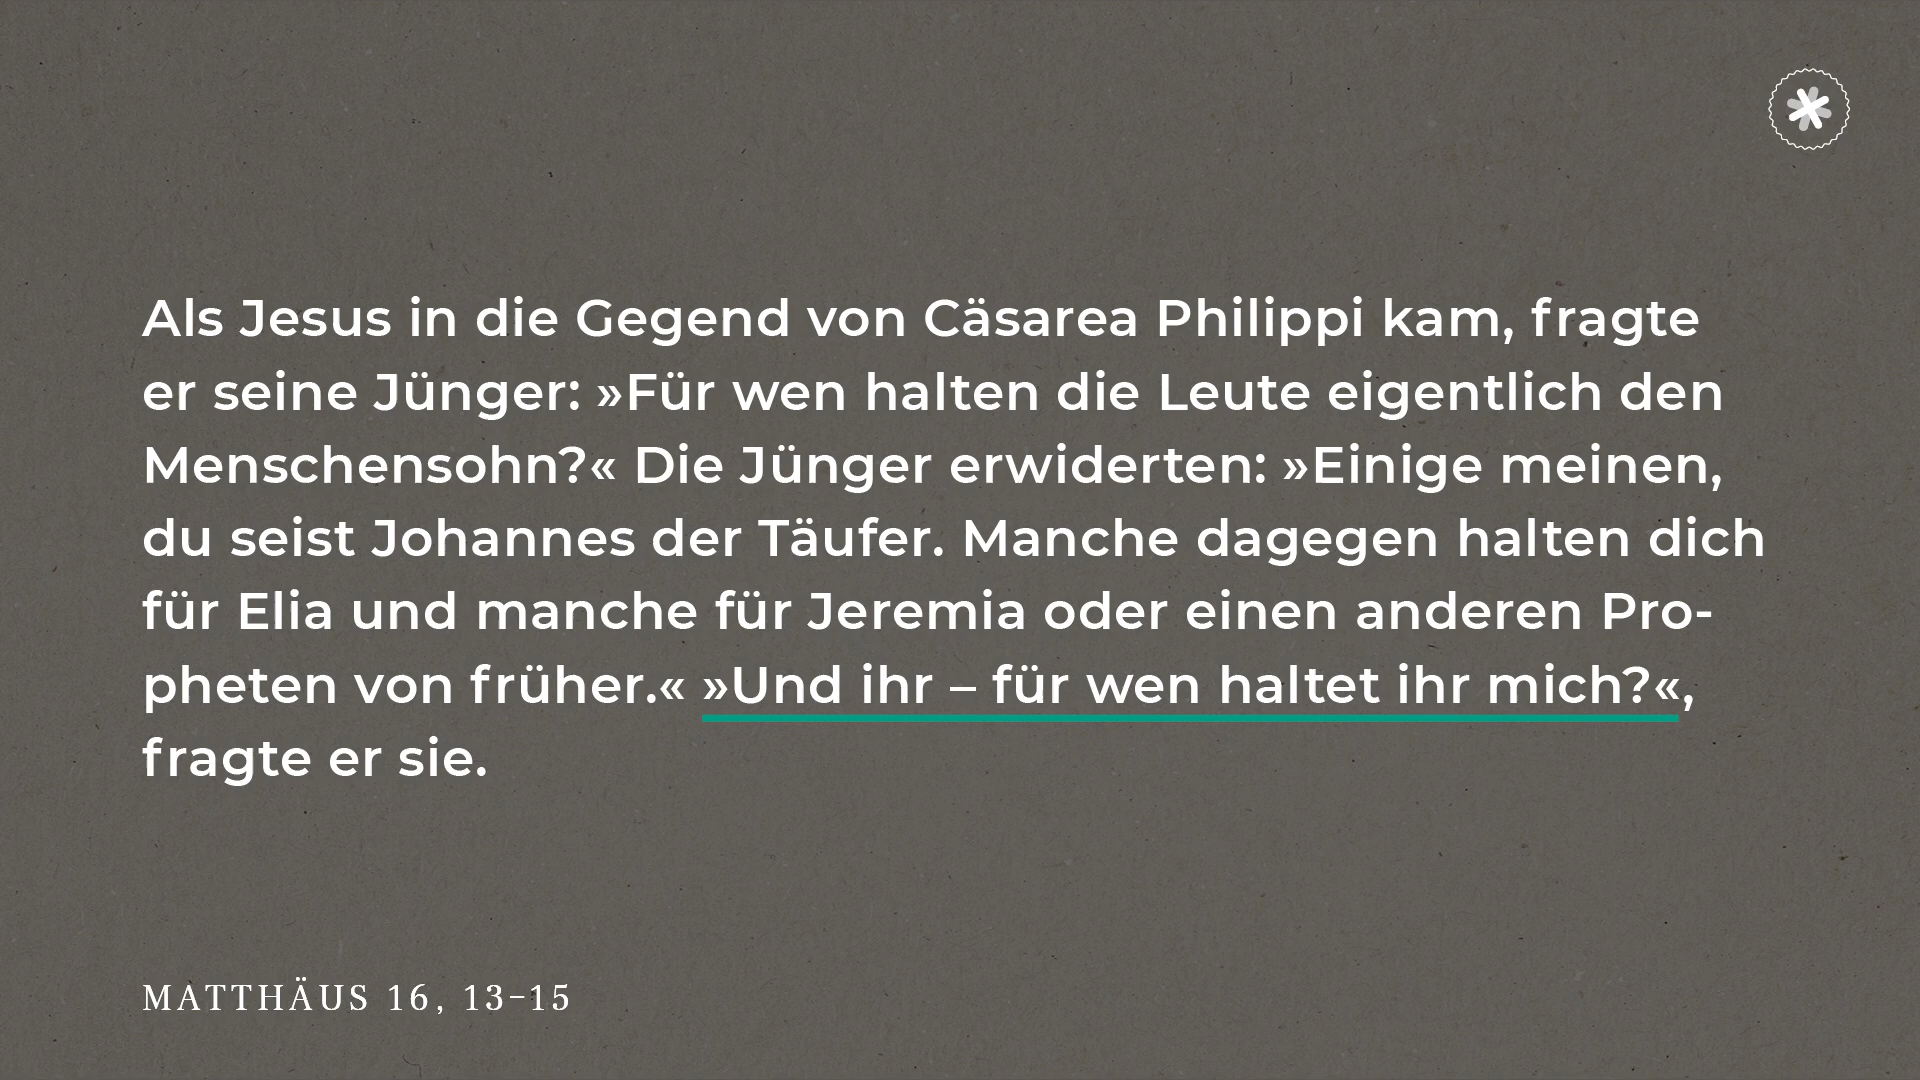 Als Jesus in die Gegend von Cäsarea Philippi kam, fragte
er seine Jünger: »Für wen halten die Leute eigentlich den
Menschensohn?« Die Jünger erwiderten: »Einige meinen,
du seist Johannes der Täufer. Manche dagegen halten dich
für Elia und manche für Jeremia oder einen anderen Pro-
pheten von früher.« »Und ihr – für wen haltet ihr mich?«,
fragte er sie.
MATTHÄUS 16, 13–15